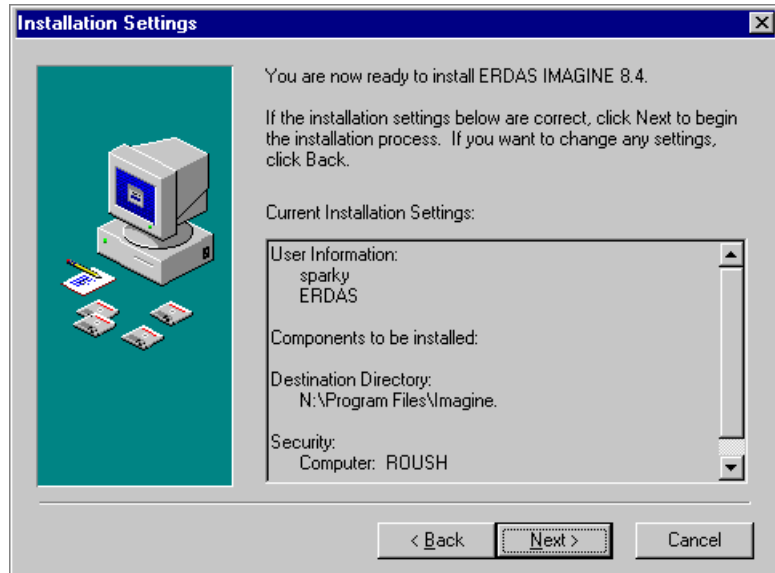 Installation Settings
You are now ready to install ERDAS IMAGINE 8.4.
If the installation settings below are correct, click Next to begin
the installation process.  If you want to change any settings,
click Back.
Current Installation Settings:
User Information:
sparky
ERDAS
Components to be installed:
Destination Directory:
N:\Program Files\Imagine.
Security:
Computer:  ROUSH
< Back
Next >
Cancel